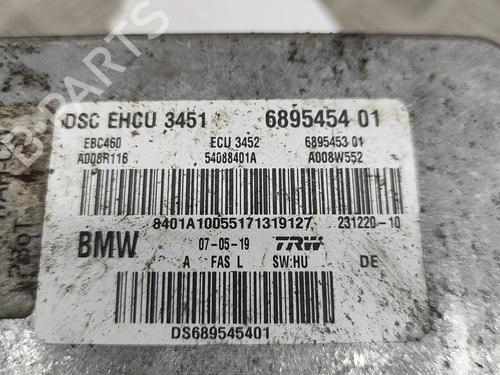 DSC EHCU 3451 6895454 01
EBC460 ECU 3452 6895453 01
A008R116 54088401A A008W552
8401A10055171319127 231220-10
BMW 07-05-19 TRW
A FAS L SW:HU DE
DS689545401